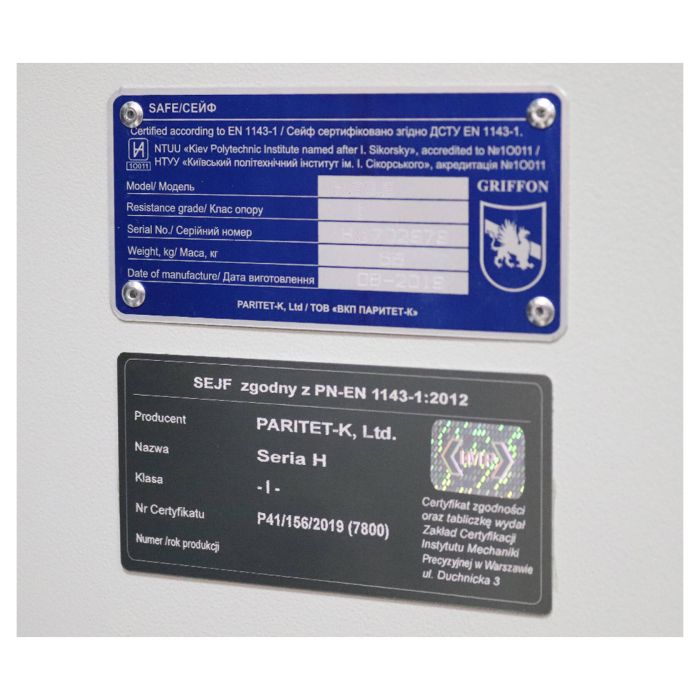 SAFE/СЕЙФ
Certified according to EN 1143-1 / Сейф сертифіковано згідно ДСТУ EN 1143-1.
NTUU «Kiev Polytechnic Institute named after I. Sikorsky», accredited to №1O011 /
НТУУ «Київський політехнічний інститут ім. І. Сікорського», акредитація №1O011
1O011
Model/ Модель
GRIFFON
Resistance grade/ Клас опору I
Serial No./ Серійний номер
Weight, kg/ Маса, кг
Date of manufacture/ Дата виготовлення 08-2018
PARITET-K, Ltd / ТОВ «ВКП ПАРИТЕТ-К»
SEJF zgodny z PN-EN 1143-1:2012
Producent PARITET-K, Ltd.
Nazwa Seria H
Klasa - I -
Nr Certyfikatu P41/156/2019 (7800)
Numer /rok produkcji
IMP
Certyfikat zgodności
oraz tabliczkę wydał
Zakład Certyfikacji
Instytutu Mechaniki
Precyzyjnej w Warszawie
ul. Duchnicka 3